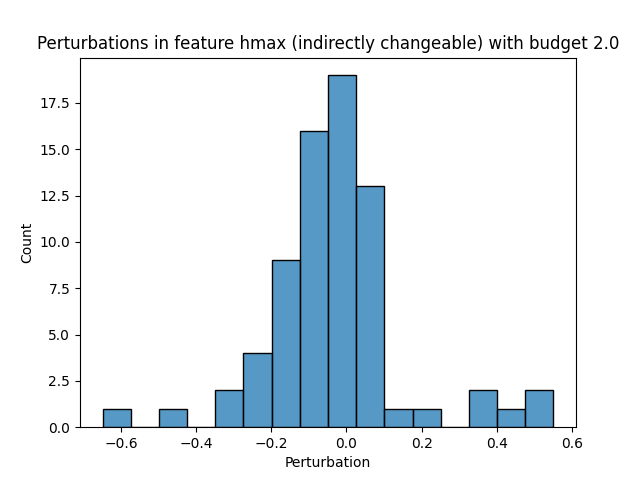 Perturbations in feature hmax (indirectly changeable) with budget 2.0
17.5
15.0
12.5
10.0
7.5
5.0
2.5
0.0
Count
−0.6 −0.4 −0.2 0.0 0.2 0.4 0.6
Perturbation